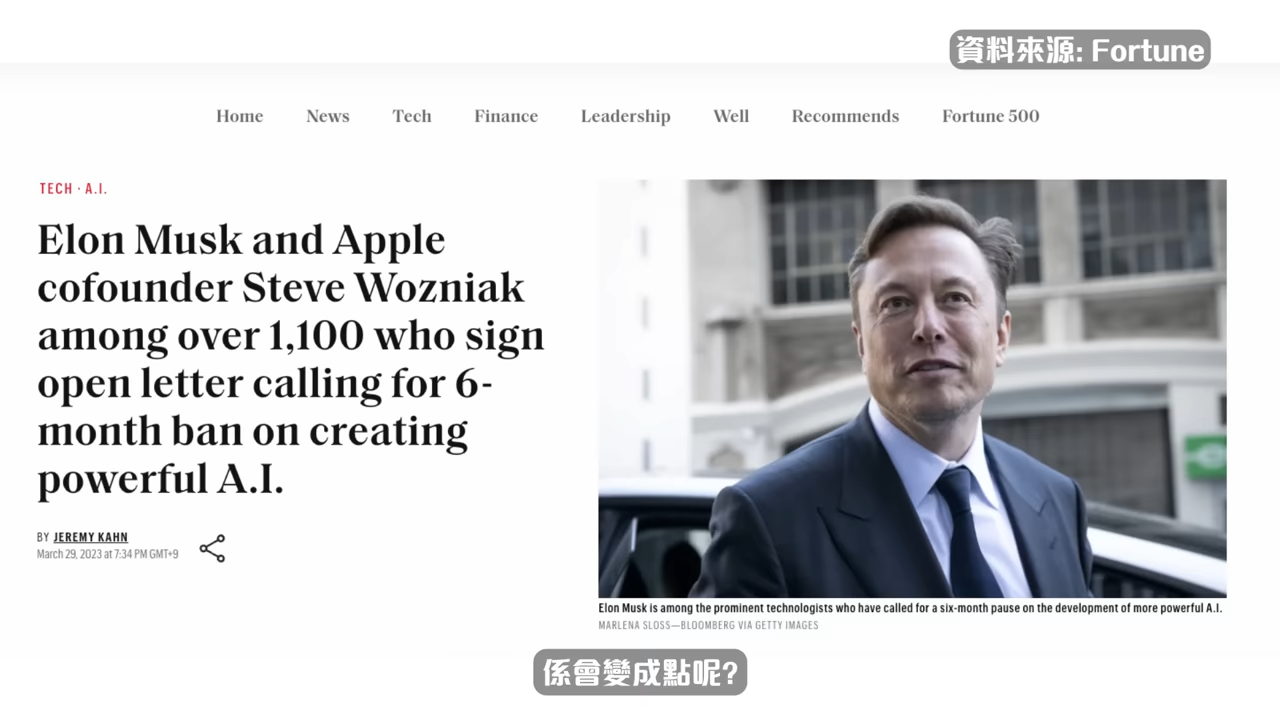 資料來源: Fortune
Home News Tech Finance Leadership Well Recommends Fortune 500
TECH · A.I.
Elon Musk and Apple
cofounder Steve Wozniak
among over 1,100 who sign
open letter calling for 6-
month ban on creating
powerful A.I.
BY JEREMY KAHN
March 29, 2023 at 7:34 PM GMT+9
Elon Musk is among the prominent technologists who have called for a six-month pause on the development of more powerful A.I.
MARLENA SLOSS—BLOOMBERG VIA GETTY IMAGES
係會變成點呢?